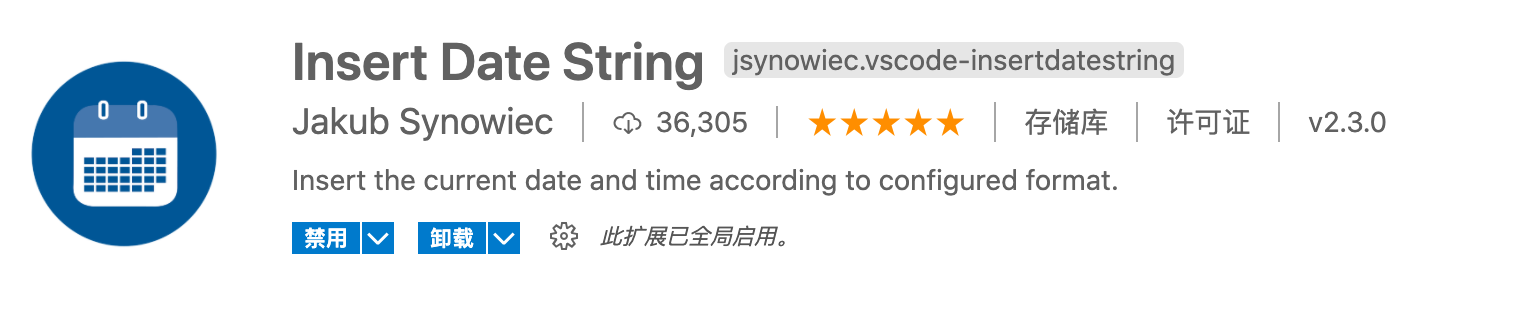 Insert Date String jsynowiec.vscode-insertdatestring
Jakub Synowiec 36,305 存储库 许可证 v2.3.0
Insert the current date and time according to configured format.
禁用 卸载 此扩展已全局启用。